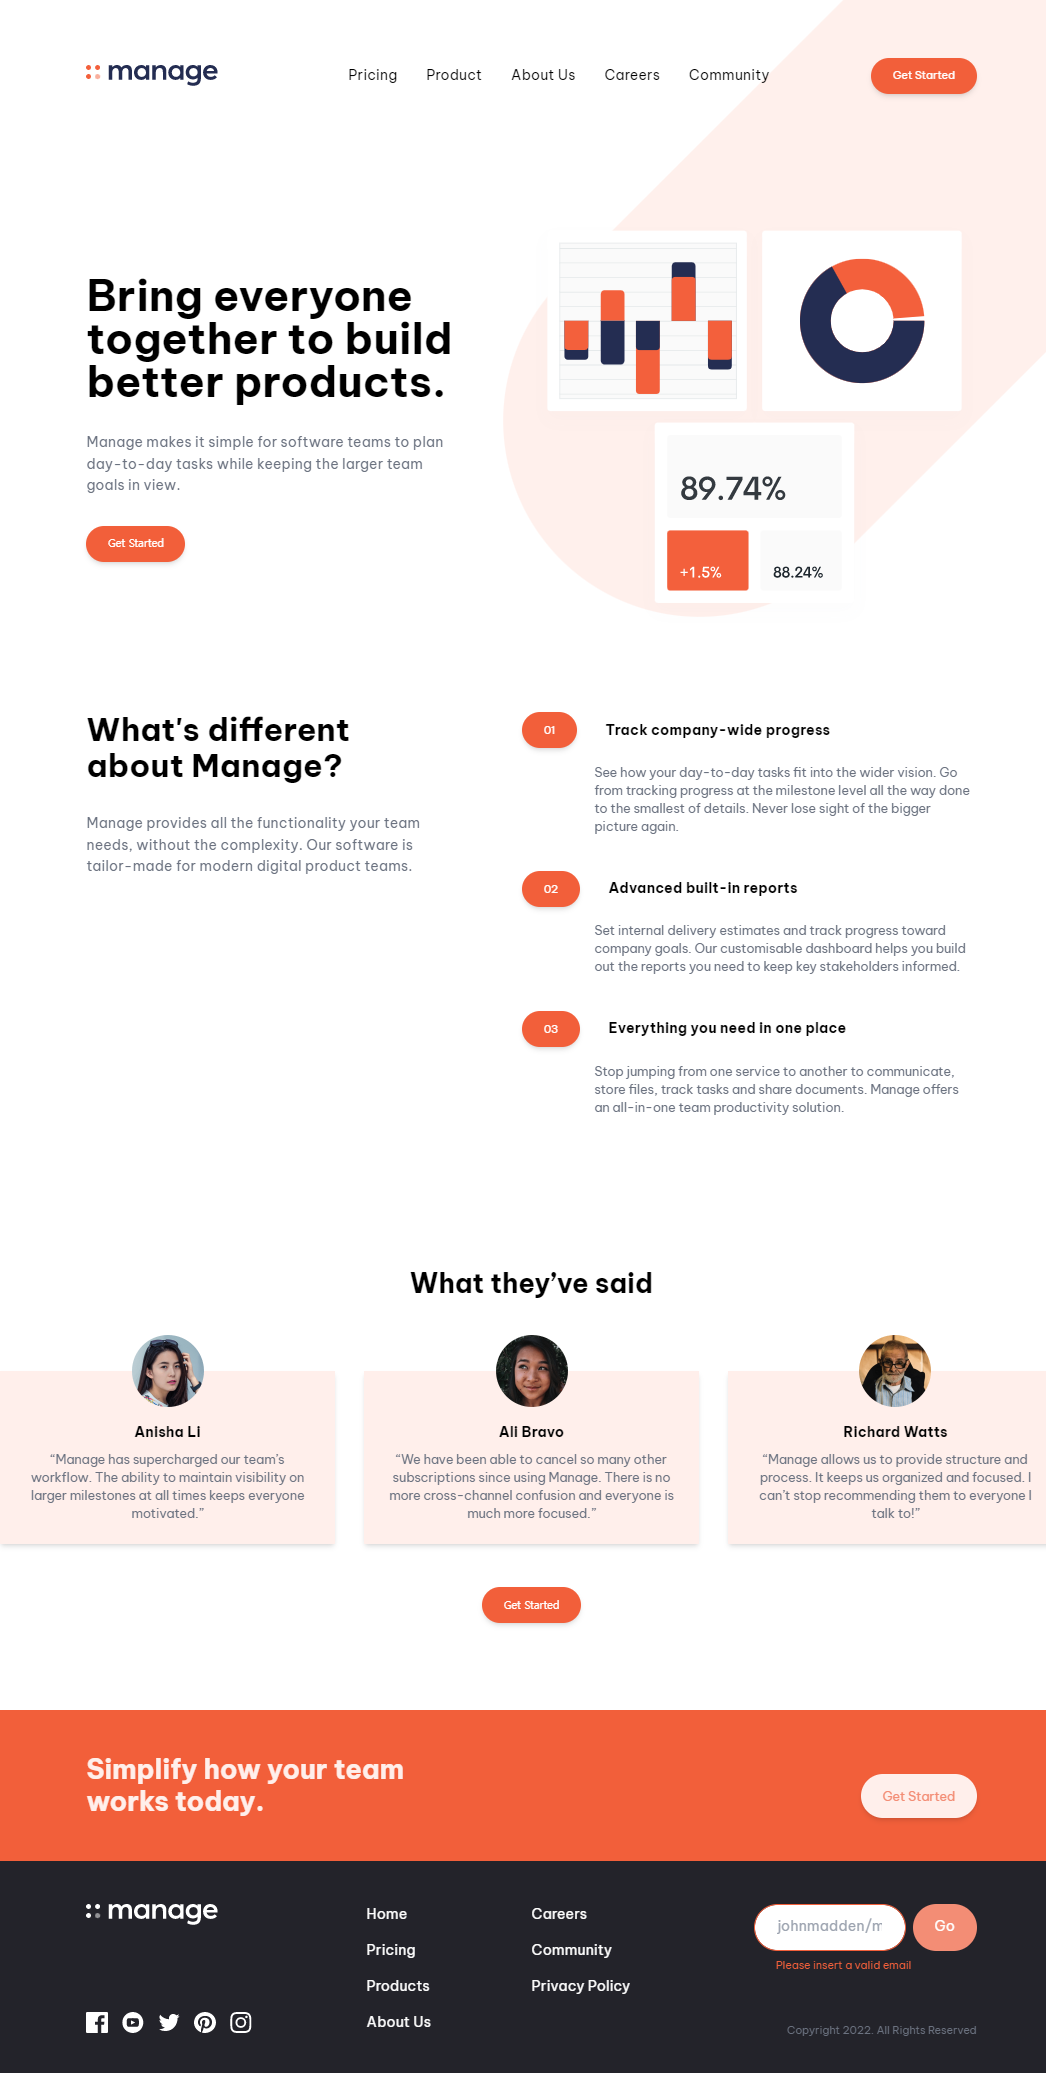 manage
Pricing Product About Us Careers Community
Get Started
Bring everyone
together to build
better products.
Manage makes it simple for software teams to plan
day-to-day tasks while keeping the larger team
goals in view.
Get Started
89.74%
+1.5%
88.24%
What's different
about Manage?
Manage provides all the functionality your team
needs, without the complexity. Our software is
tailor-made for modern digital product teams.
01
Track company-wide progress
See how your day-to-day tasks fit into the wider vision. Go
from tracking progress at the milestone level all the way done
to the smallest of details. Never lose sight of the bigger
picture again.
02
Advanced built-in reports
Set internal delivery estimates and track progress toward
company goals. Our customisable dashboard helps you build
out the reports you need to keep key stakeholders informed.
03
Everything you need in one place
Stop jumping from one service to another to communicate,
store files, track tasks and share documents. Manage offers
an all-in-one team productivity solution.
What they’ve said
Anisha Li
“Manage has supercharged our team’s
workflow. The ability to maintain visibility on
larger milestones at all times keeps everyone
motivated.”
Ali Bravo
“We have been able to cancel so many other
subscriptions since using Manage. There is no
more cross-channel confusion and everyone is
much more focused.”
Richard Watts
“Manage allows us to provide structure and
process. It keeps us organized and focused. I
can’t stop recommending them to everyone I
talk to!”
Get Started
Simplify how your team
works today.
Get Started
manage
Home
Pricing
Products
About Us
Careers
Community
Privacy Policy
johnmadden/m
Go
Please insert a valid email
Copyright 2022. All Rights Reserved